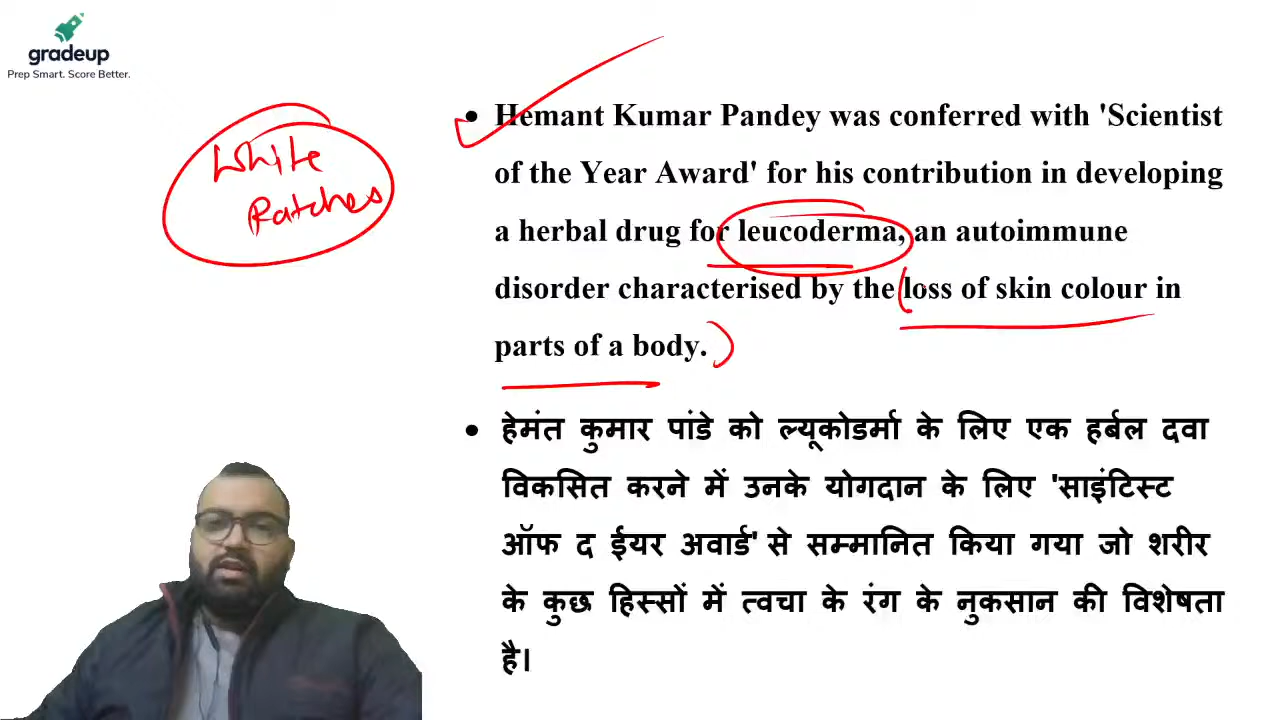 gradeup
Prep Smart. Score Better.
White
Patches
• Hemant Kumar Pandey was conferred with 'Scientist
of the Year Award' for his contribution in developing
a herbal drug for leucoderma, an autoimmune
disorder characterised by the loss of skin colour in
parts of a body.
• हेमंत कुमार पांडे को ल्यूकोडर्मा के लिए एक हर्बल दवा
विकसित करने में उनके योगदान के लिए 'साइंटिस्ट
ऑफ द ईयर अवार्ड' से सम्मानित किया गया जो शरीर
के कुछ हिस्सों में त्वचा के रंग के नुकसान की विशेषता
है।